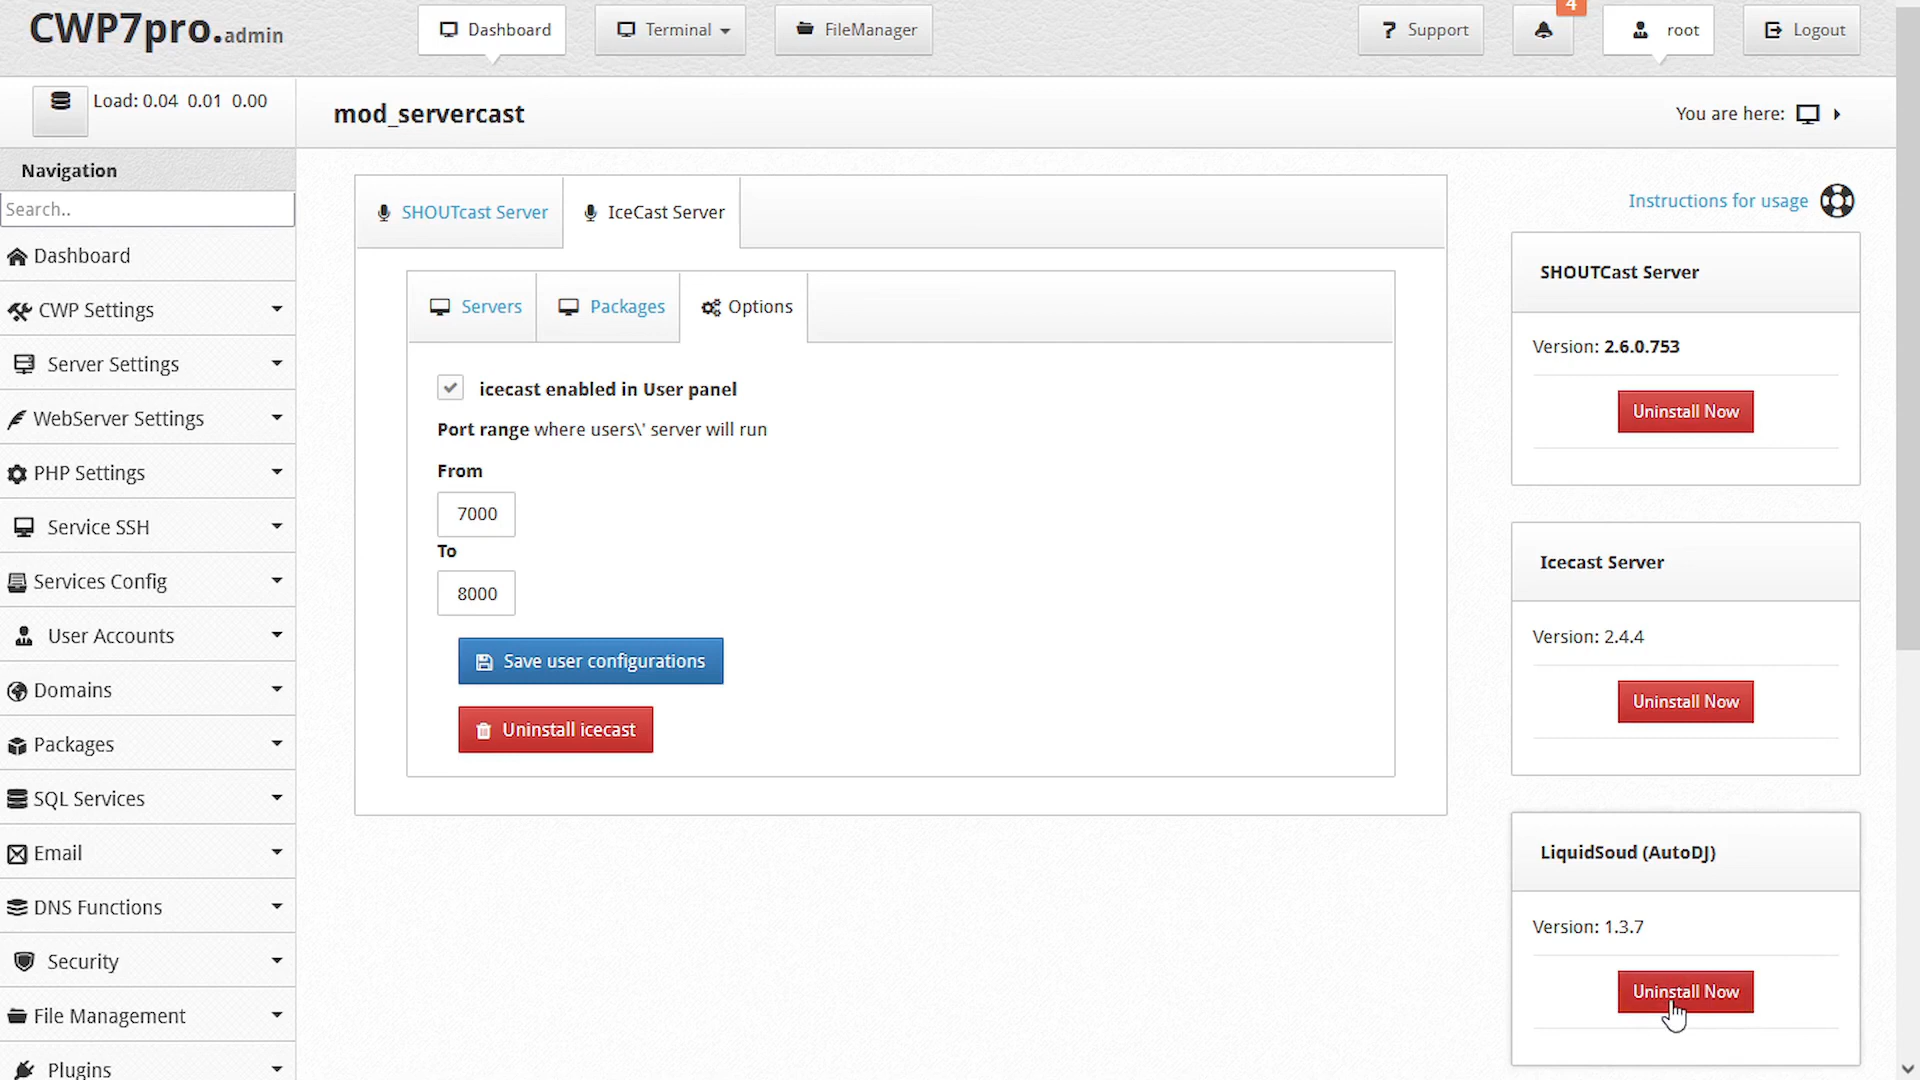 CWP7pro.admin
Dashboard
Terminal
FileManager
? Support
4
root
Logout
Load: 0.04 0.01 0.00
mod_servercast
You are here:
Navigation
Search..
Dashboard
CWP Settings
Server Settings
WebServer Settings
PHP Settings
Service SSH
Services Config
User Accounts
Domains
Packages
SQL Services
Email
DNS Functions
Security
File Management
Plugins
SHOUTcast Server
IceCast Server
Servers
Packages
Options
icecast enabled in User panel
Port range where users\' server will run
From
7000
To
8000
Save user configurations
Uninstall icecast
Instructions for usage
SHOUTCast Server
Version: 2.6.0.753
Uninstall Now
Icecast Server
Version: 2.4.4
Uninstall Now
LiquidSoud (AutoDJ)
Version: 1.3.7
Uninstall Now